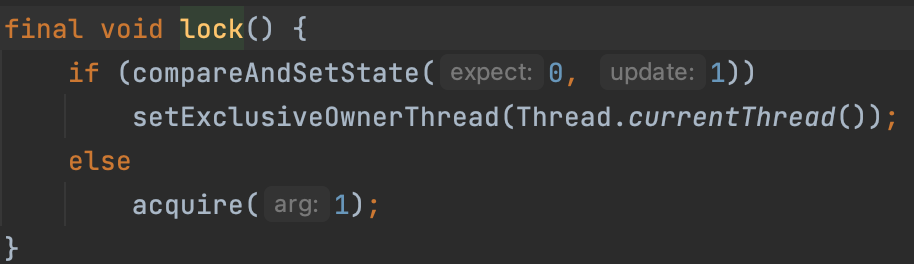 final void lock() {
    if (compareAndSetState( expect: 0, update: 1))
        setExclusiveOwnerThread(Thread.currentThread());
    else
        acquire( arg: 1);
}